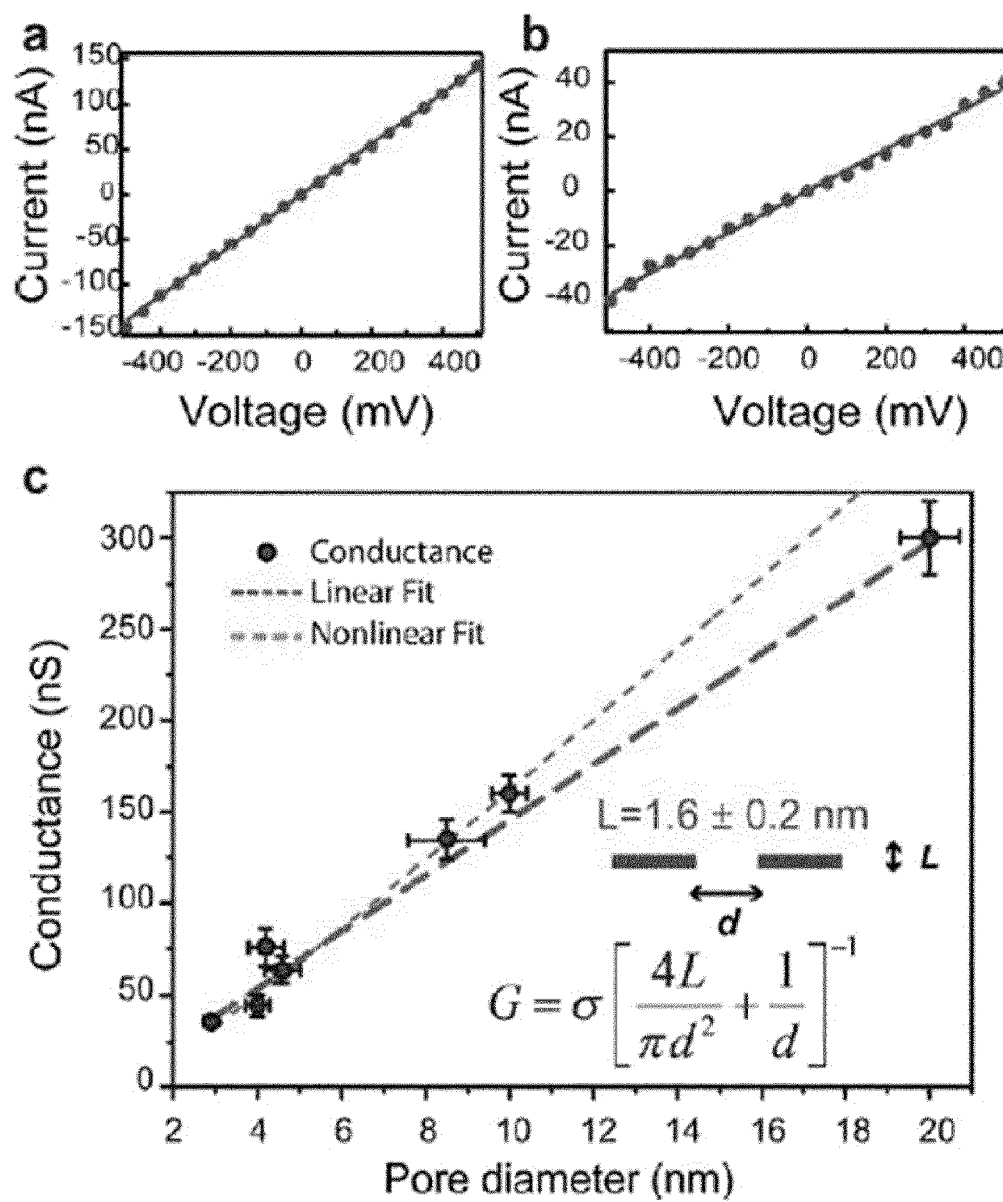 a
150
100
50
0
-50
-100
-150
Current (nA)
-400 -200 0 200 400
Voltage (mV)
b
40
20
0
-20
-40
Current (nA)
-400 -200 0 200 400
Voltage (mV)
c
300
250
200
150
100
50
0
Conductance (nS)
Conductance
Linear Fit
Nonlinear Fit
L=1.6 ± 0.2 nm
L
d
G = σ [ 4L / πd² + 1 / d ]⁻¹
2 4 6 8 10 12 14 16 18 20
Pore diameter (nm)